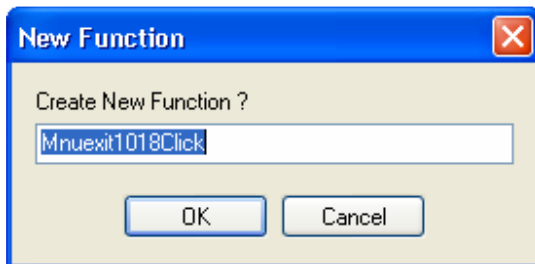 New Function
Create New Function ?
Mnuexit1018Click
OK
Cancel